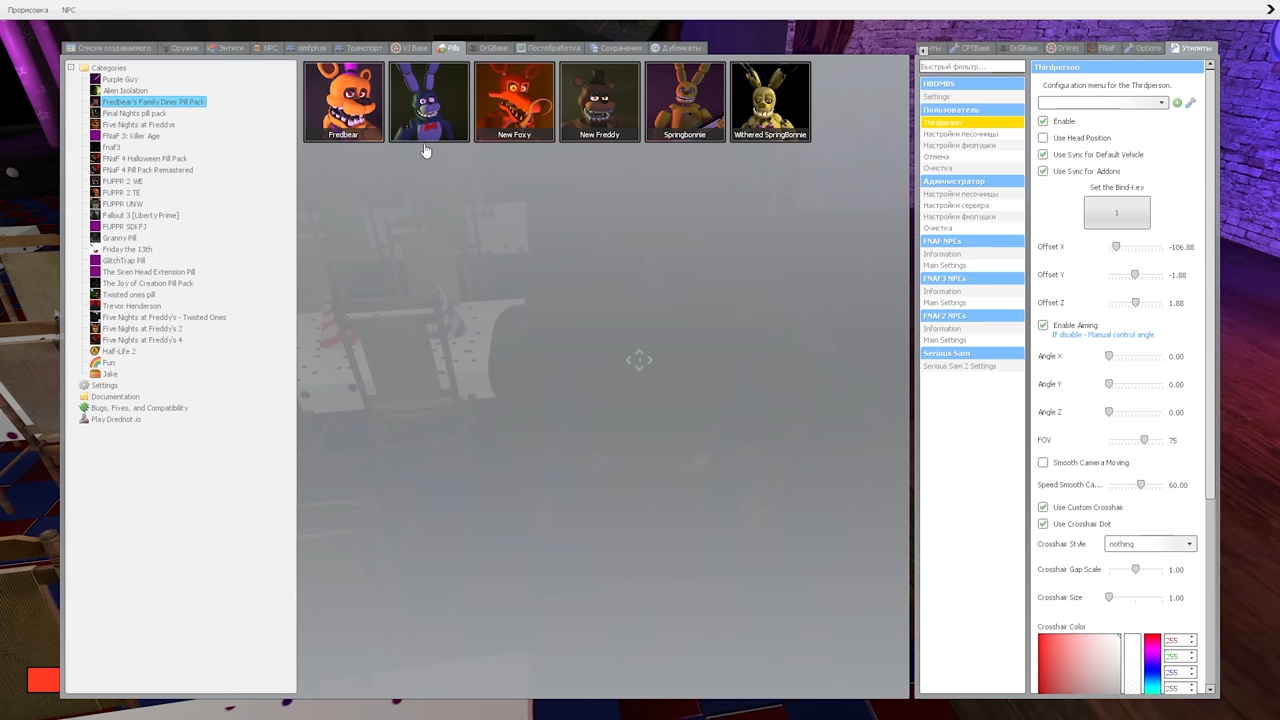 Прорисовка NPC
Списки создаваемого Оружие Энтити NPC simfphys Транспорт VJ Base Pills DrGBase Постобработка Сохранения Дубликаты
Categories
Purple Guy
Alien Isolation
Fredbear's Family Diner Pill Pack
Final Nights pill pack
Five Nights at Freddys
FNaF 3: Killer Age
fnaf3
FNAF 4 Halloween Pill Pack
FNaF 4 Pill Pack Remastered
FUPPR 2 WE
FUPPR 2 TE
FUPPR UNW
Fallout 3 [Liberty Prime]
FUPPR SDI FJ
Granny Pill
Friday the 13th
GlitchTrap Pill
The Siren Head Extension Pill
The Joy of Creation Pill Pack
Twisted ones pill
Trevor Henderson
Five Nights at Freddy's - Twisted Ones
Five Nights at Freddy's 2
Five Nights at Freddy's 4
Half-Life 2
Fun
Jake
Settings
Documentation
Bugs, Fixes, and Compatibility
Play Drednot.io
Fredbear
New Foxy
New Freddy
Springbonnie
Withered SpringBonnie
нты CPTBase DrGBase DrVrej FNaF Options Утилиты
Быстрый фильтр...
HBOMBS
Settings
Пользователь
Thirdperson
Настройки песочницы
Настройки физпушки
Отмена
Очистка
Администратор
Настройки песочницы
Настройки сервера
Настройки физпушки
Очистка
FNAF NPCs
Information
Main Settings
FNAF3 NPCs
Information
Main Settings
FNAF2 NPCs
Information
Main Settings
Serious Sam
Serious Sam 2 Settings
Thirdperson
Configuration menu for the Thirdperson.
Enable
Use Head Position
Use Sync for Default Vehicle
Use Sync for Addons
Set the Bind-Key
1
Offset X -106.88
Offset Y -1.88
Offset Z 1.88
Enable Aiming
If disable - Manual control angle
Angle X 0.00
Angle Y 0.00
Angle Z 0.00
FOV 75
Smooth Camera Moving
Speed Smooth Ca... 60.00
Use Custom Crosshair
Use Crosshair Dot
Crosshair Style nothing
Crosshair Gap Scale 1.00
Crosshair Size 1.00
Crosshair Color
255
255
255
255